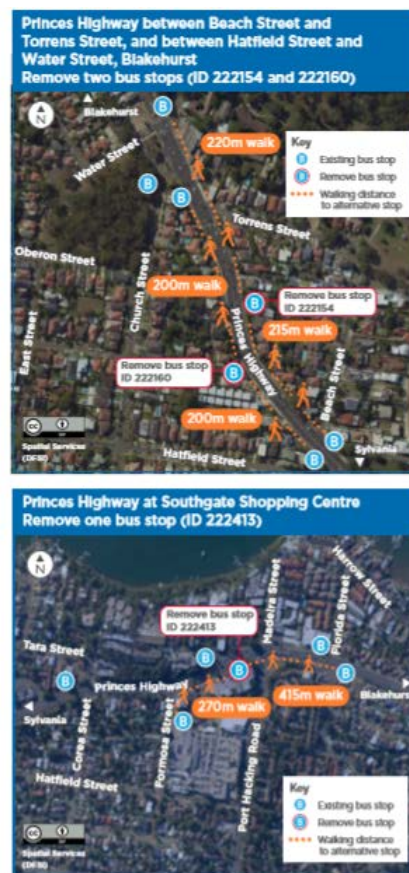 Princes Highway between Beach Street and
Torrens Street, and between Hatfield Street and
Water Street, Blakehurst
Remove two bus stops (ID 222154 and 222160)
N
Blakehurst
B
220m walk
Key
B Existing bus stop
B Remove bus stop
Walking distance
to alternative stop
Water Street
B
B
Torrens Street
Oberon Street
Church Street
200m walk
B
Remove bus stop
ID 222154
East Street
Princes Highway
215m walk
Remove bus stop
ID 222160
B
Beach Street
200m walk
B
cc
BY
Spatial Services
(DFSI)
Hatfield Street
B
Sylvania
Princes Highway at Southgate Shopping Centre
Remove one bus stop (ID 222413)
N
Harrow Street
Remove bus stop
ID 222413
Madeira Street
Florida Street
Tara Street
B
B
B
B
B
Princes Highway
Blakehurst
Sylvania
Corea Street
270m walk
415m walk
B
Formosa Street
Port Hacking Road
Hatfield Street
Key
B Existing bus stop
B Remove bus stop
Walking distance
to alternative stop
cc
BY
Spatial Services
(DFSI)